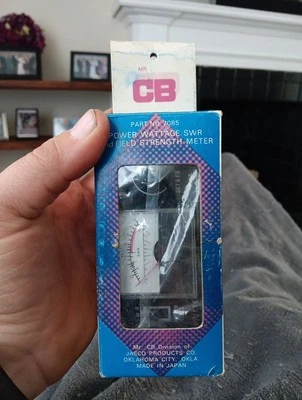 MR.
CB
PART NO. 7085
POWER WATTAGE SWR
and FIELD STRENGTH METER
Mr. CB Division of
JAECO PRODUCTS CO.
OKLAHOMA CITY, OKLA.
MADE IN JAPAN